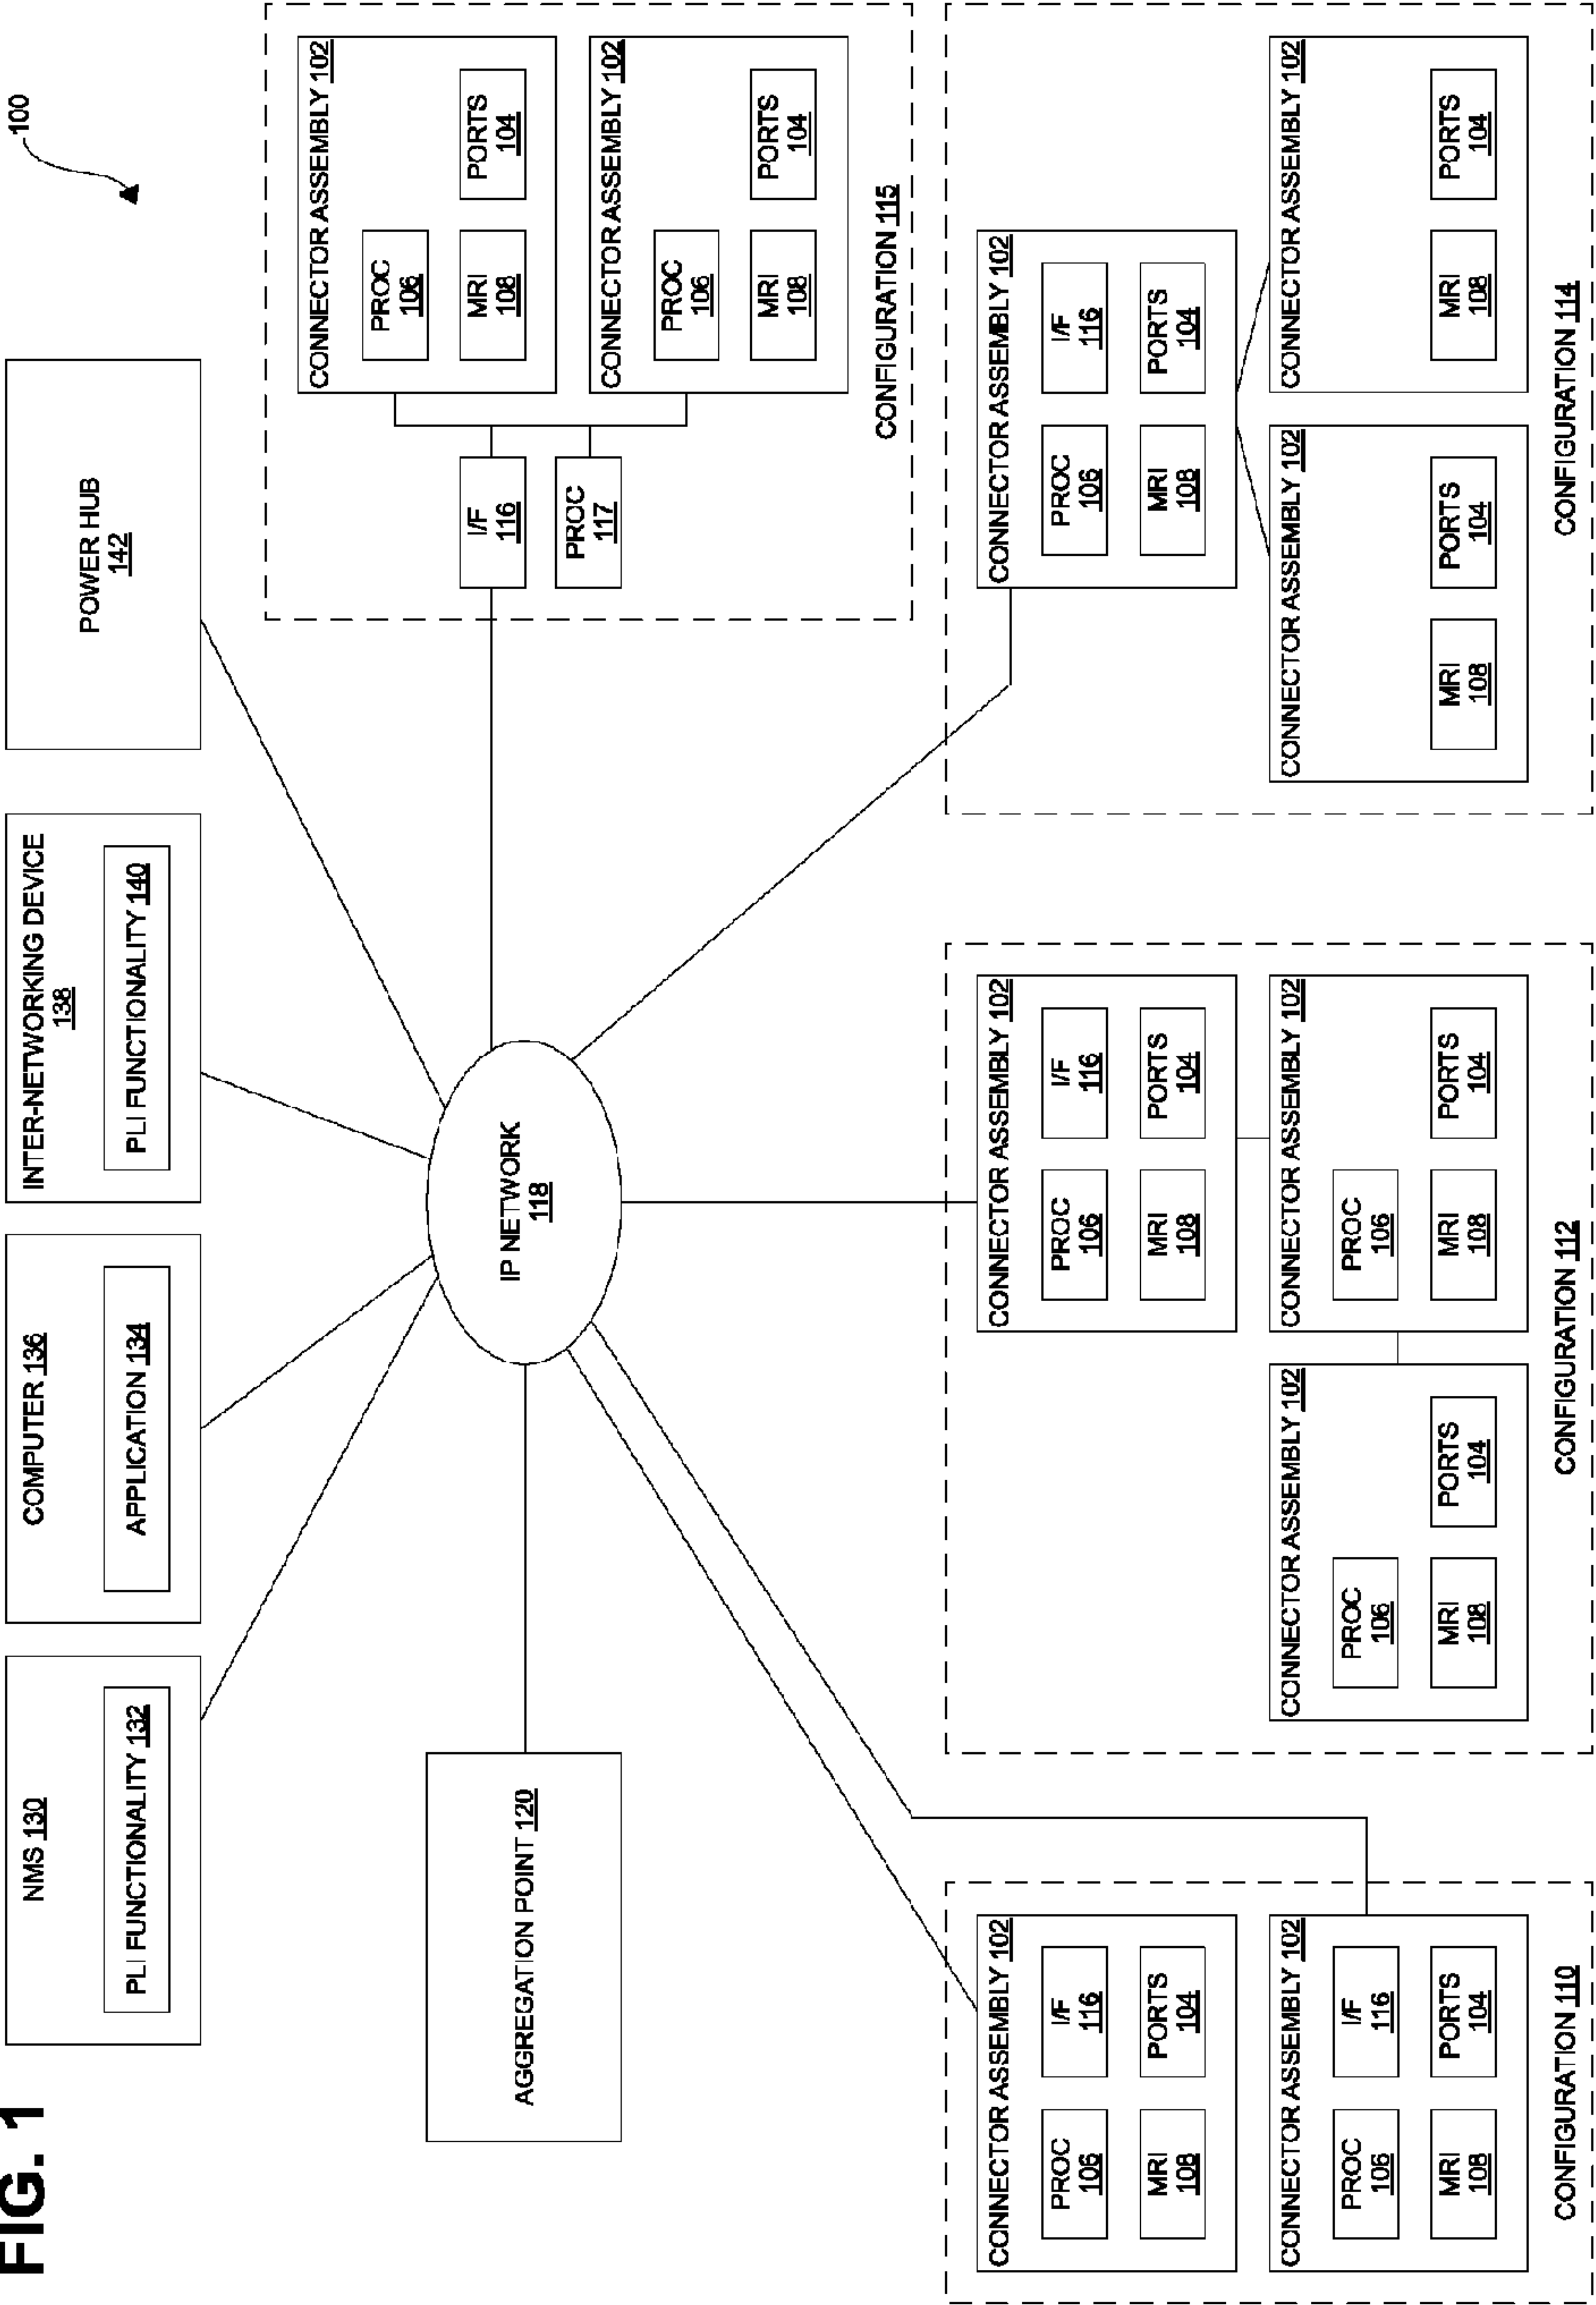 FIG. 1
100
NMS 130
PLI FUNCTIONALITY 132
COMPUTER 136
APPLICATION 134
INTER-NETWORKING DEVICE
138
PLI FUNCTIONALITY 140
POWER HUB
142
AGGREGATION POINT 120
IP NETWORK
118
I/F
116
PROC
117
CONNECTOR ASSEMBLY 102
PROC
106
MRI
108
PORTS
104
CONNECTOR ASSEMBLY 102
PROC
106
MRI
108
PORTS
104
CONFIGURATION 115
CONNECTOR ASSEMBLY 102
PROC
106
I/F
116
MRI
108
PORTS
104
CONNECTOR ASSEMBLY 102
PROC
106
I/F
116
MRI
108
PORTS
104
CONFIGURATION 110
CONNECTOR ASSEMBLY 102
PROC
106
I/F
116
MRI
108
PORTS
104
CONNECTOR ASSEMBLY 102
PROC
106
MRI
108
PORTS
104
CONNECTOR ASSEMBLY 102
PROC
106
MRI
108
PORTS
104
CONFIGURATION 112
CONNECTOR ASSEMBLY 102
PROC
106
I/F
116
MRI
108
PORTS
104
CONNECTOR ASSEMBLY 102
MRI
108
PORTS
104
CONNECTOR ASSEMBLY 102
MRI
108
PORTS
104
CONFIGURATION 114